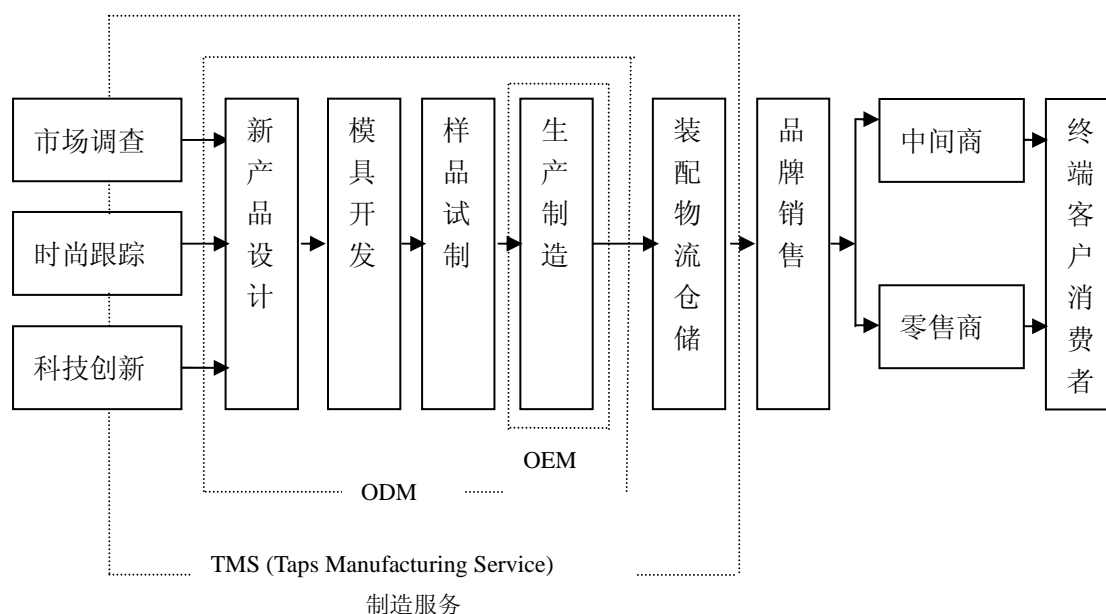 市场调查
时尚跟踪
科技创新
新产品设计
模具开发
样品试制
生产制造
装配物流仓储
品牌销售
中间商
零售商
终端客户消费者
OEM
ODM
TMS (Taps Manufacturing Service)
制造服务